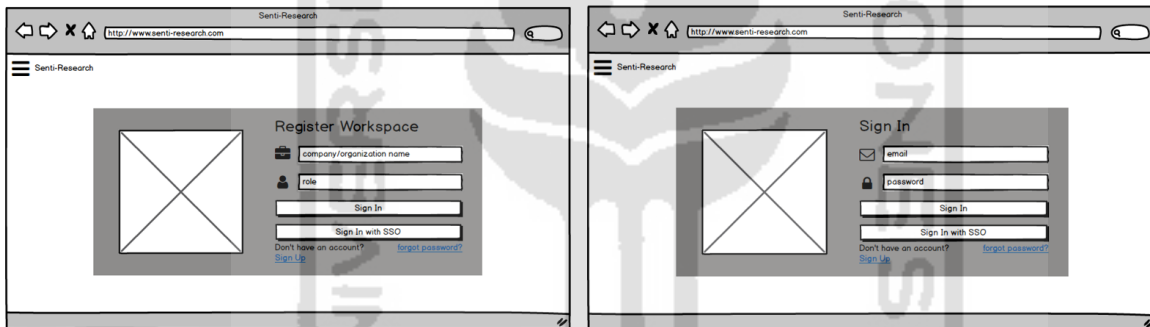 Senti-Research
http://www.senti-research.com
Senti-Research
Register Workspace
company/organization name
role
Sign In
Sign In with SSO
Don't have an account?
forgot password?
Sign Up
Senti-Research
http://www.senti-research.com
Senti-Research
Sign In
email
password
Sign In
Sign In with SSO
Don't have an account?
forgot password?
Sign Up